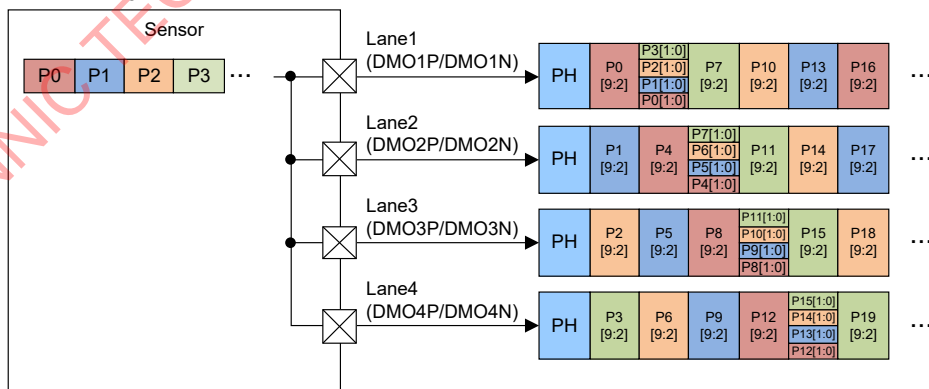 Sensor
P0 P1 P2 P3 ...
Lane1
(DMO1P/DMO1N)
PH
P0
[9:2]
P3[1:0]
P2[1:0]
P1[1:0]
P0[1:0]
P7
[9:2]
P10
[9:2]
P13
[9:2]
P16
[9:2]
...
Lane2
(DMO2P/DMO2N)
PH
P1
[9:2]
P4
[9:2]
P7[1:0]
P6[1:0]
P5[1:0]
P4[1:0]
P11
[9:2]
P14
[9:2]
P17
[9:2]
...
Lane3
(DMO3P/DMO3N)
PH
P2
[9:2]
P5
[9:2]
P8
[9:2]
P11[1:0]
P10[1:0]
P9[1:0]
P8[1:0]
P15
[9:2]
P18
[9:2]
...
Lane4
(DMO4P/DMO4N)
PH
P3
[9:2]
P6
[9:2]
P9
[9:2]
P12
[9:2]
P15[1:0]
P14[1:0]
P13[1:0]
P12[1:0]
P19
[9:2]
...